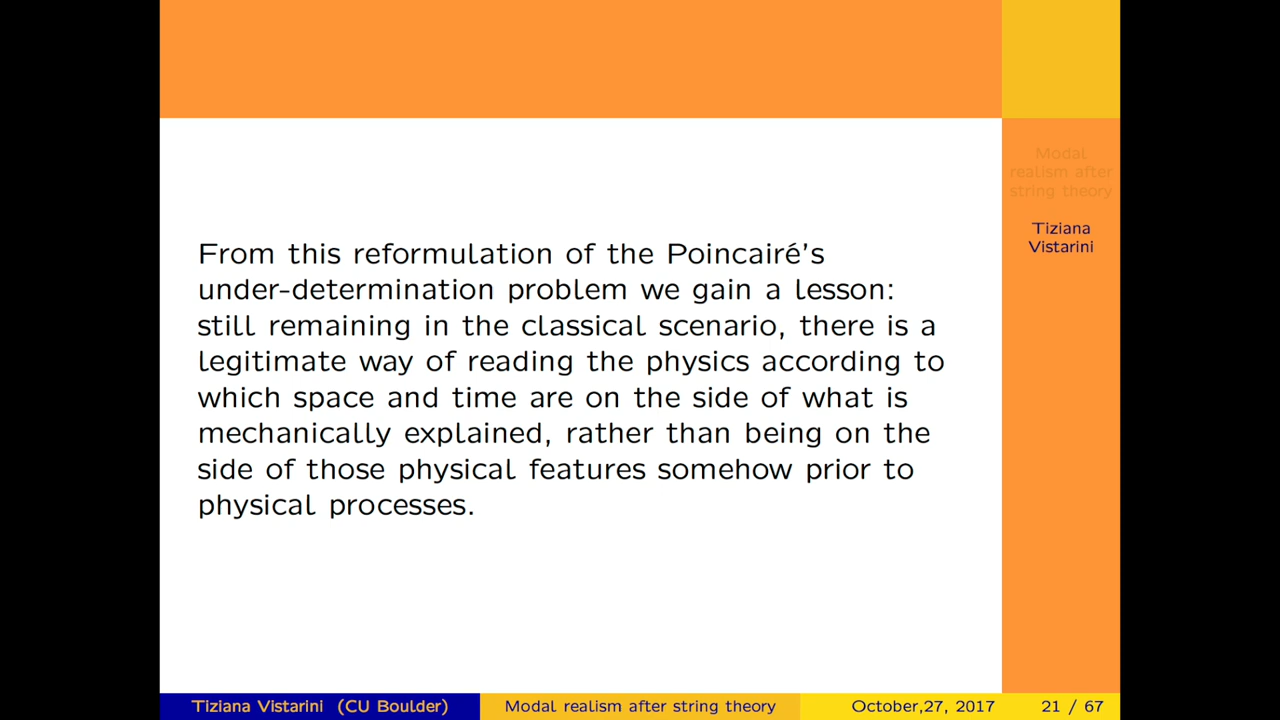 Modal
realism after
string theory
Tiziana
Vistarini
From this reformulation of the Poincairé's
under-determination problem we gain a lesson:
still remaining in the classical scenario, there is a
legitimate way of reading the physics according to
which space and time are on the side of what is
mechanically explained, rather than being on the
side of those physical features somehow prior to
physical processes.
Tiziana Vistarini (CU Boulder) Modal realism after string theory October,27, 2017 21 / 67